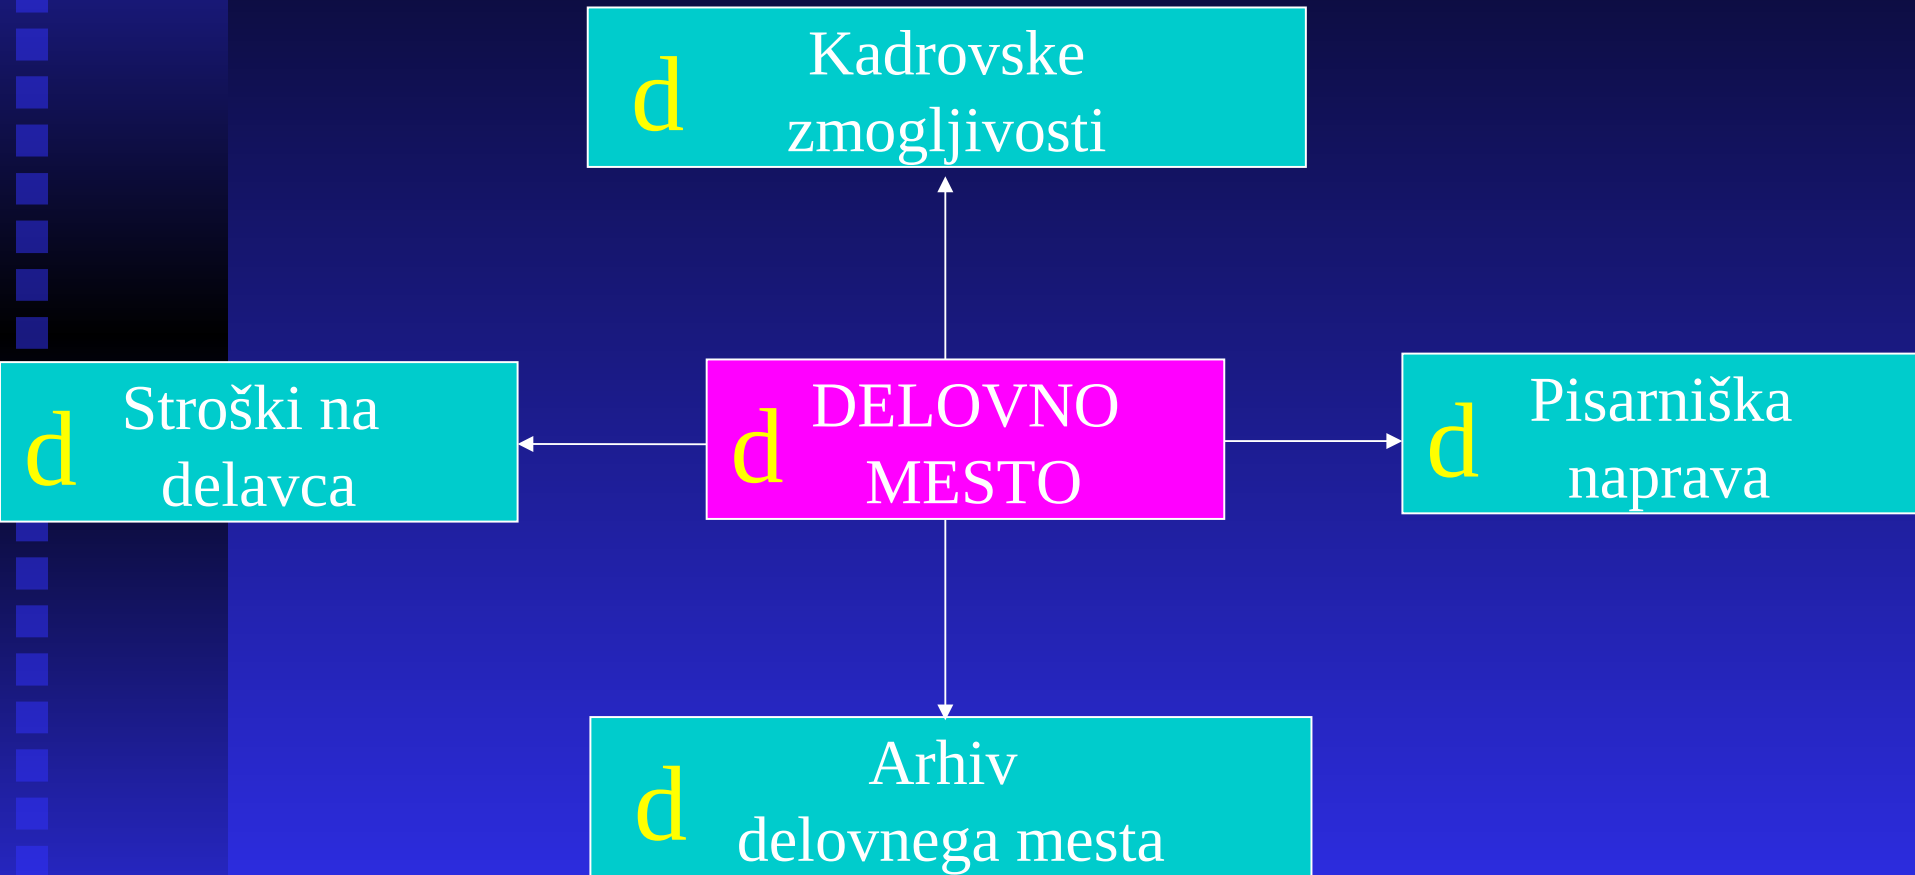 d
Kadrovske
zmogljivosti
d
Stroški na
delavca
d
DELOVNO
MESTO
d
Pisarniška
naprava
d
Arhiv
delovnega mesta